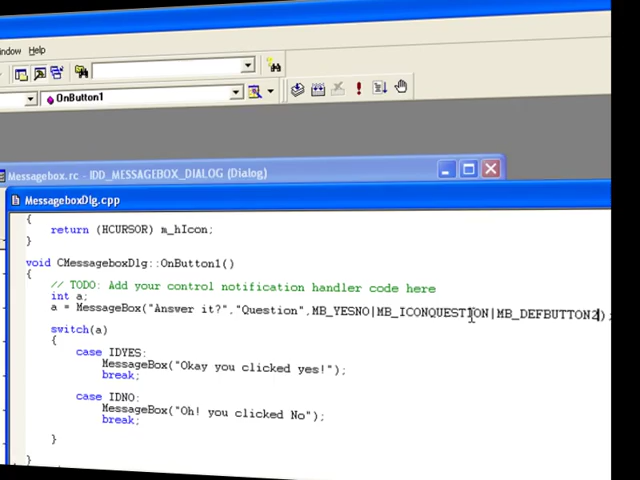 Help
OnButton1
Messagebox.rc - IDD_MESSAGEBOX_DIALOG (Dialog)
MessageboxDlg.cpp
{
return (HCURSOR) m_hIcon;
}
void CMessageboxDlg::OnButton1()
{
// TODO: Add your control notification handler code here
int a;
a = MessageBox("Answer it?","Question",MB_YESNO|MB_ICONQUESTION|MB_DEFBUTTON2);
switch(a)
{
case IDYES:
MessageBox("Okay you clicked yes!");
break;
case IDNO:
MessageBox("Oh! you clicked No");
break;
}
}